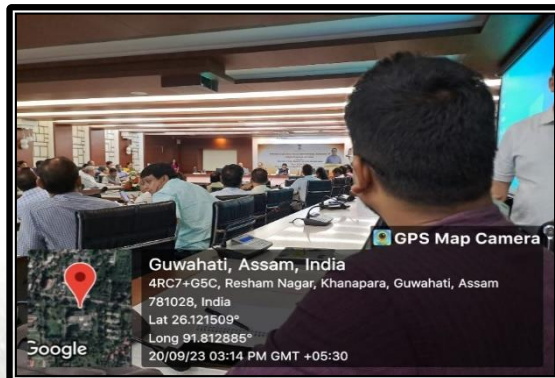 GPS Map Camera
Guwahati, Assam, India
4RC7+G5C, Resham Nagar, Khanapara, Guwahati, Assam
781028, India
Lat 26.121509°
Long 91.812885°
20/09/23 03:14 PM GMT +05:30
Google